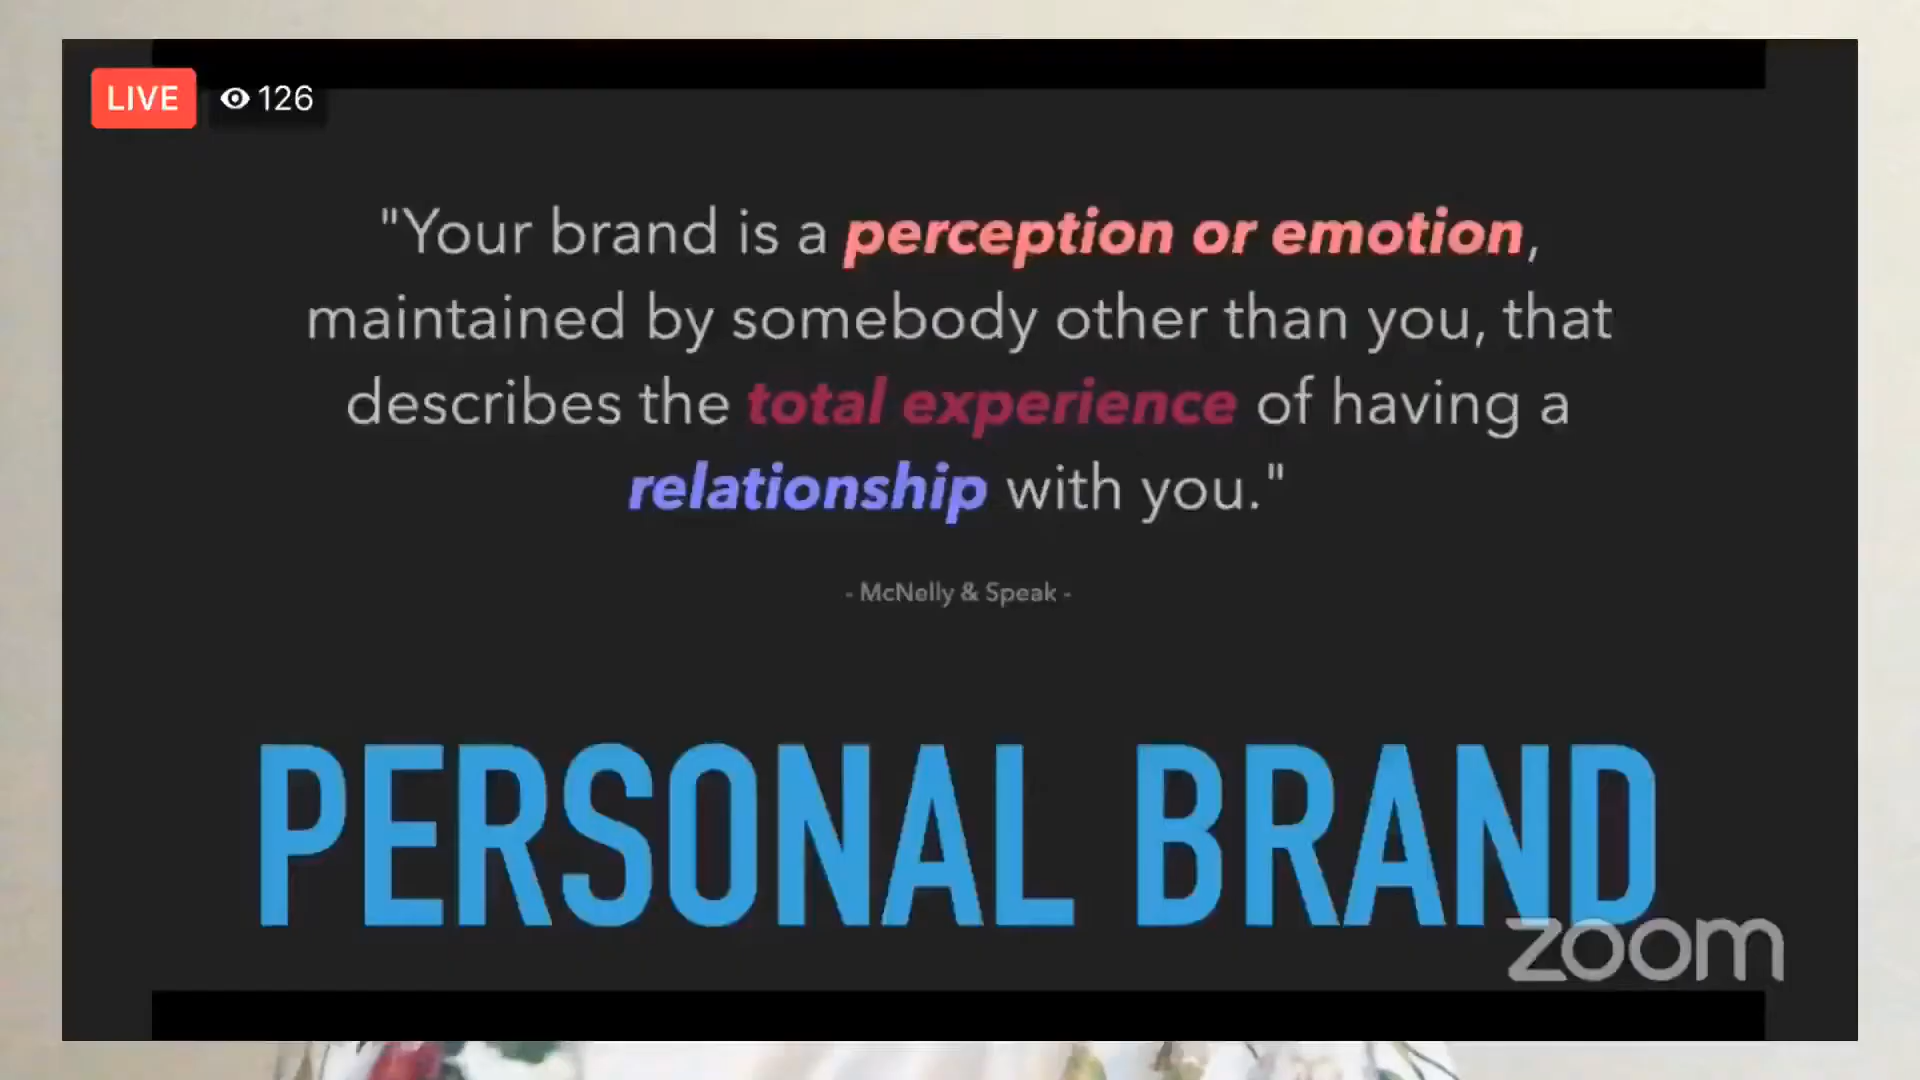 LIVE 126
"Your brand is a perception or emotion,
maintained by somebody other than you, that
describes the total experience of having a
relationship with you."
- McNelly & Speak -
PERSONAL BRAND
zoom